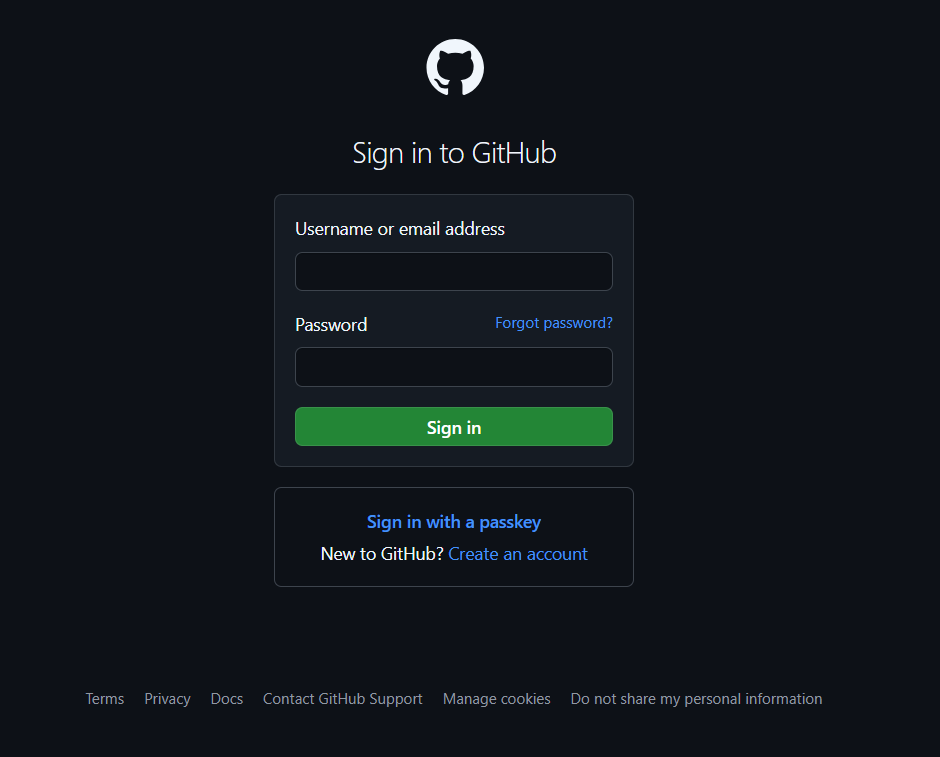 Sign in to GitHub
Username or email address
Password Forgot password?
Sign in
Sign in with a passkey
New to GitHub? Create an account
Terms Privacy Docs Contact GitHub Support Manage cookies Do not share my personal information